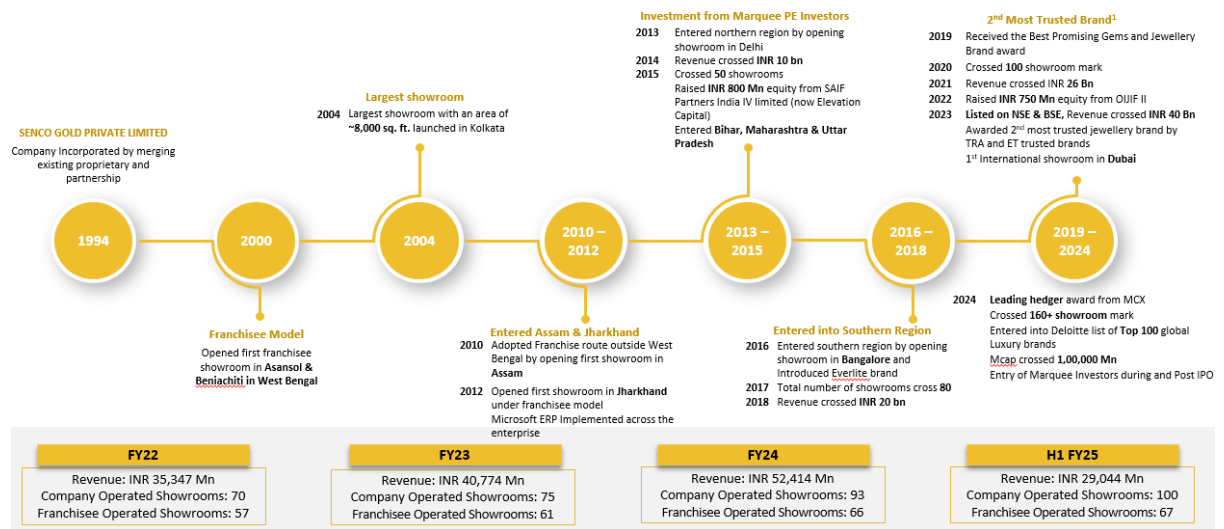 SENCO GOLD PRIVATE LIMITED
Company Incorporated by merging
existing proprietary and
partnership
1994
2000
Franchisee Model
Opened first franchisee
showroom in Asansol &
Beniachiti in West Bengal
Largest showroom
2004 Largest showroom with an area of
~8,000 sq. ft. launched in Kolkata
2004
2010 –
2012
Entered Assam & Jharkhand
2010 Adopted Franchise route outside West
Bengal by opening first showroom in
Assam
2012 Opened first showroom in Jharkhand
under franchisee model
Microsoft ERP Implemented across the
enterprise
Investment from Marquee PE Investors
2013 Entered northern region by opening
showroom in Delhi
2014 Revenue crossed INR 10 bn
2015 Crossed 50 showrooms
Raised INR 800 Mn equity from SAIF
Partners India IV limited (now Elevation
Capital)
Entered Bihar, Maharashtra & Uttar
Pradesh
2013 –
2015
2016 –
2018
Entered into Southern Region
2016 Entered southern region by opening
showroom in Bangalore and
Introduced Everlite brand
2017 Total number of showrooms cross 80
2018 Revenue crossed INR 20 bn
2nd Most Trusted Brand1
2019 Received the Best Promising Gems and Jewellery
Brand award
2020 Crossed 100 showroom mark
2021 Revenue crossed INR 26 Bn
2022 Raised INR 750 Mn equity from OIJIF II
2023 Listed on NSE & BSE, Revenue crossed INR 40 Bn
Awarded 2nd most trusted jewellery brand by
TRA and ET trusted brands
1st International showroom in Dubai
2019 –
2024
2024 Leading hedger award from MCX
Crossed 160+ showroom mark
Entered into Deloitte list of Top 100 global
Luxury brands
Mcap crossed 1,00,000 Mn
Entry of Marquee Investors during and Post IPO
FY22
Revenue: INR 35,347 Mn
Company Operated Showrooms: 70
Franchisee Operated Showrooms: 57
FY23
Revenue: INR 40,774 Mn
Company Operated Showrooms: 75
Franchisee Operated Showrooms: 61
FY24
Revenue: INR 52,414 Mn
Company Operated Showrooms: 93
Franchisee Operated Showrooms: 66
H1 FY25
Revenue: INR 29,044 Mn
Company Operated Showrooms: 100
Franchisee Operated Showrooms: 67